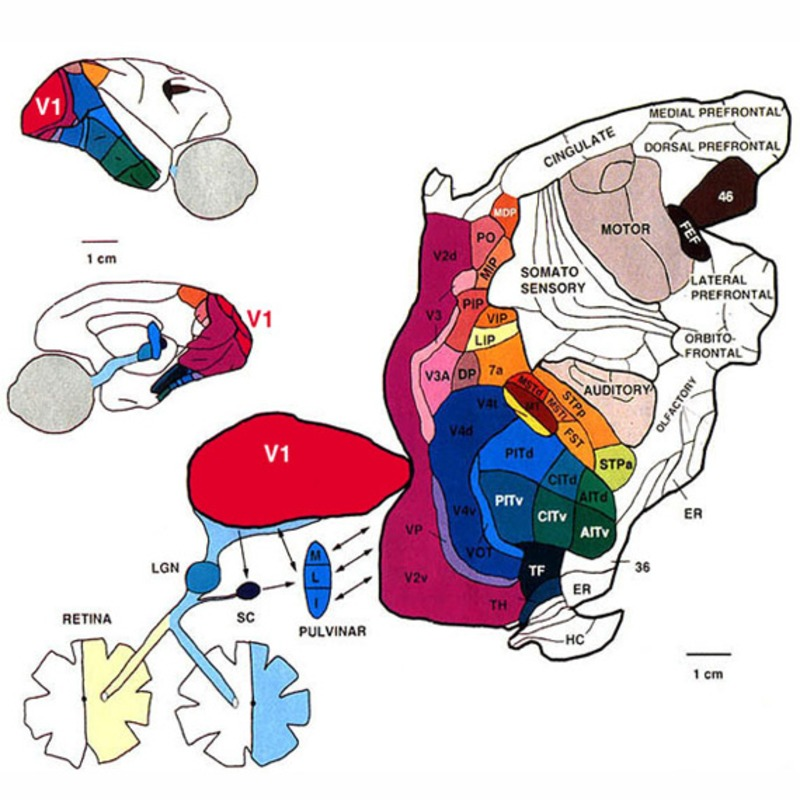 V1
1 cm
V1
MEDIAL PREFRONTAL
CINGULATE
DORSAL PREFRONTAL
46
MDP
MOTOR
FEF
V2d
PO
MIP
SOMATO
SENSORY
LATERAL
PREFRONTAL
V3
PIP
VIP
LIP
ORBITO-
FRONTAL
V3A
DP
7a
AUDITORY
OLFACTORY
MSTd
MSTl
STPp
V4t
MT
FST
V4d
PITd
STPa
CITd
AITd
V1
PITv
CITv
AITv
V4v
ER
VP
VOT
M
L
I
LGN
TF
36
V2v
ER
SC
PULVINAR
TH
HC
RETINA
1 cm